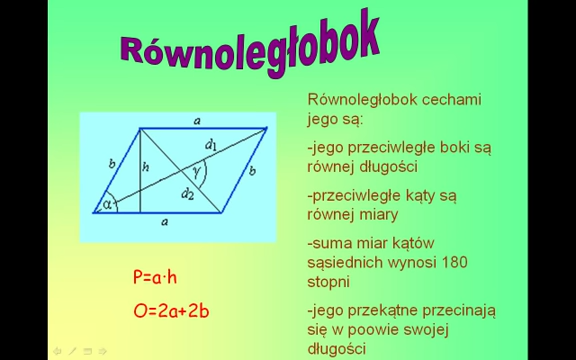 Równoległobok
Równoległobok cechami
jego są:
-jego przeciwległe boki są
równej długości
-przeciwległe kąty są
równej miary
-suma miar kątów
sąsiednich wynosi 180
stopni
-jego przekątne przecinają
się w poowie swojej
długości
a
b
h
d₁
γ
b
d₂
α
a
P=a·h
O=2a+2b